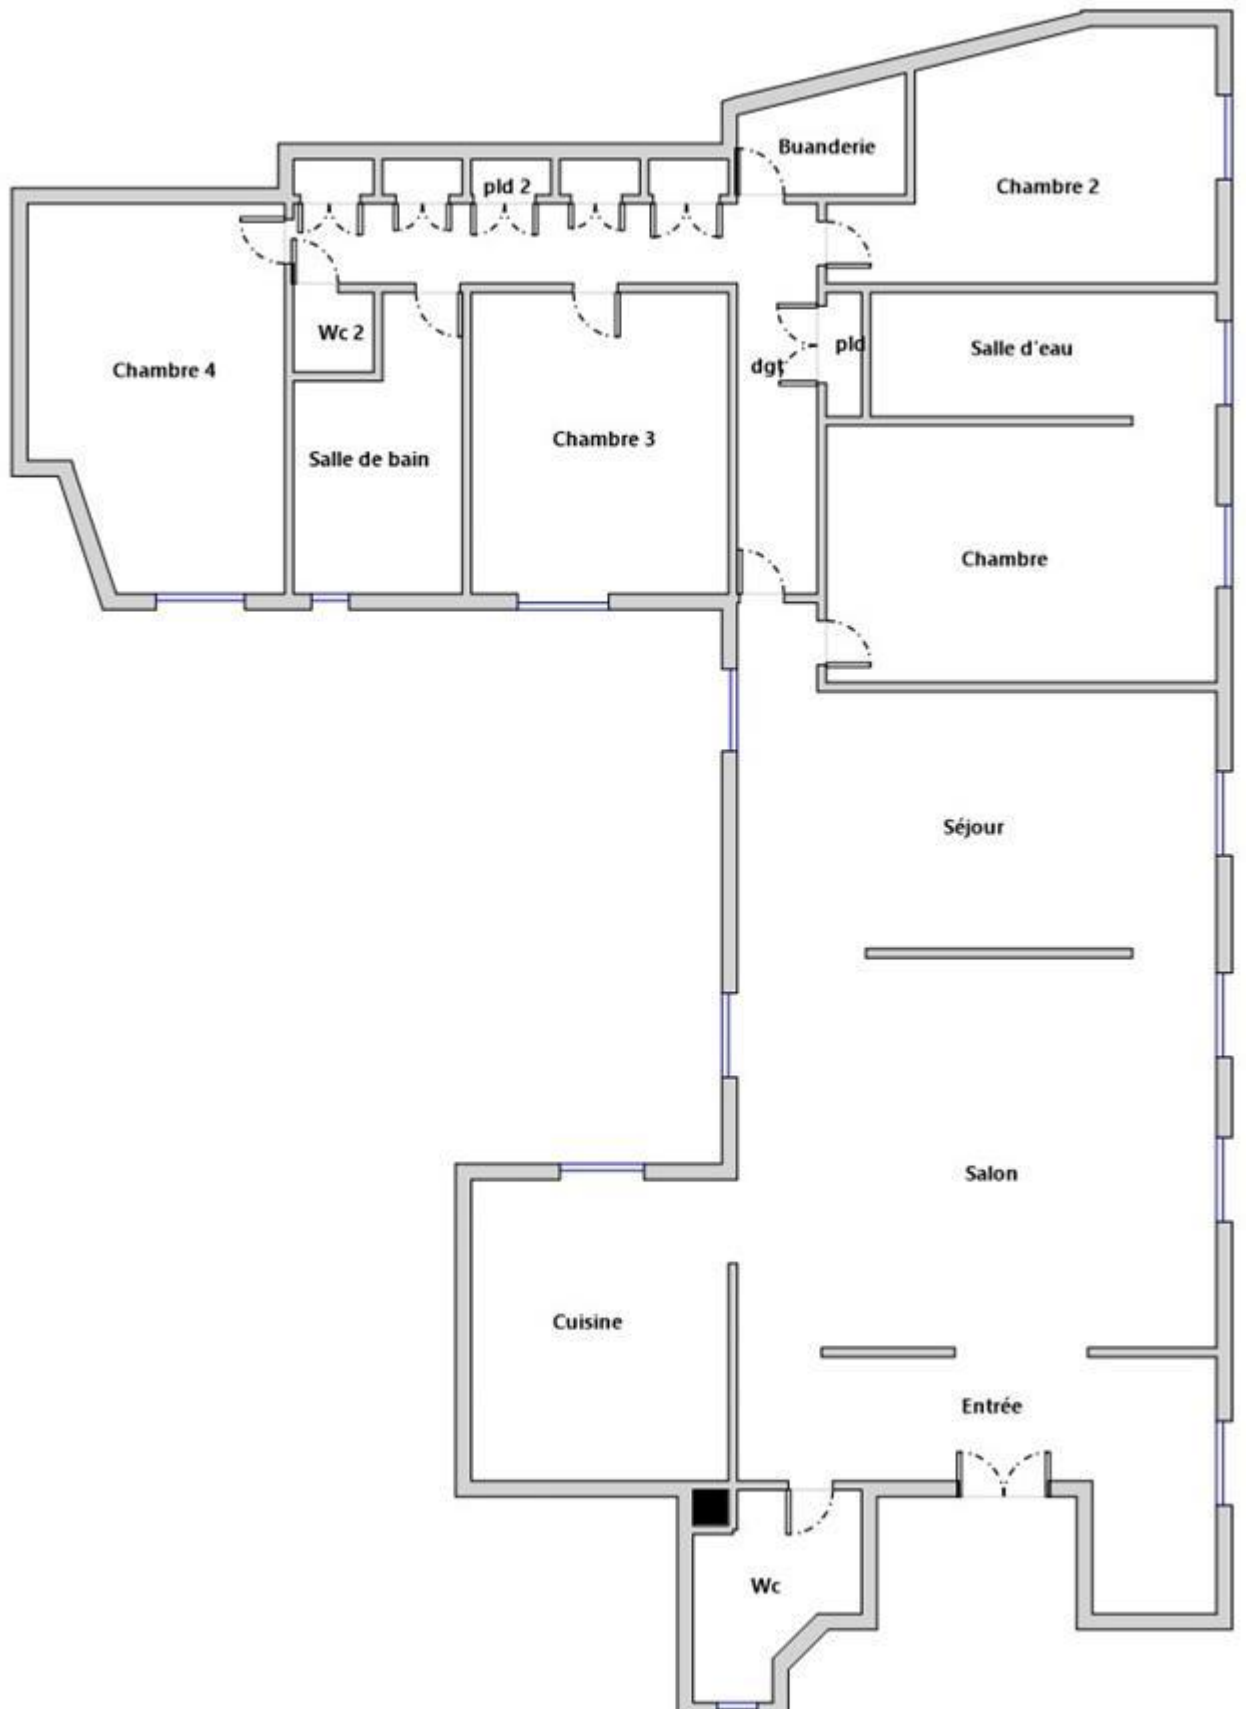 Buanderie
Chambre 2
pld 2
Wc 2
Chambre 4
dgt
pld
Salle d'eau
Chambre 3
Salle de bain
Chambre
Séjour
Salon
Cuisine
Entrée
Wc